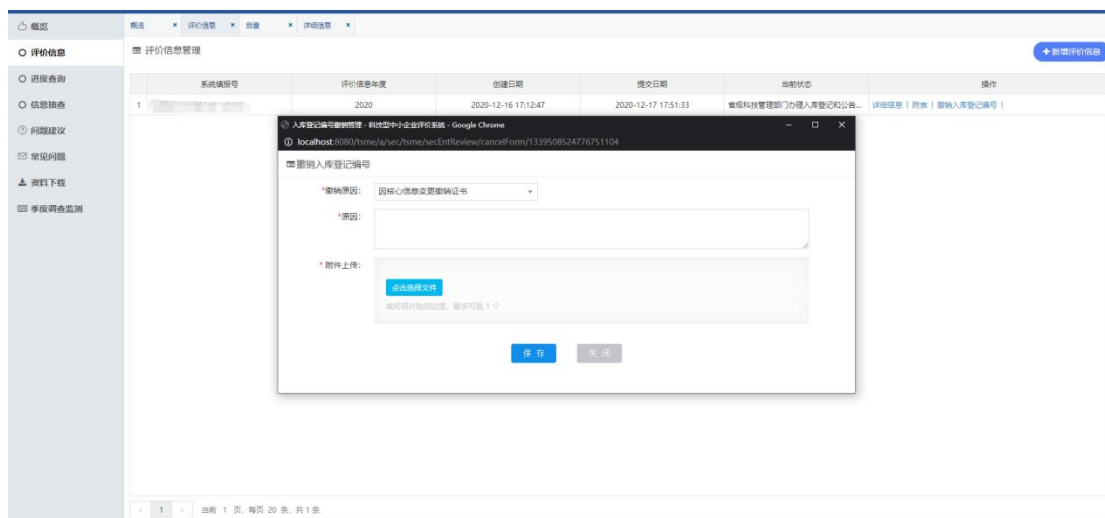 概览
评价信息
进度查询
信息抽查
问题建议
常见问题
资料下载
季度调查监测
概览 × 评价信息 × 自查 × 详细信息 ×
评价信息管理
+新增评价信息
系统填报号 评价信息年度 创建日期 提交日期 当前状态 操作
1 2020 2020-12-16 17:12:47 2020-12-17 17:51:33 省级科技管理部门办理入库登记和公告... 详细信息 | 附表 | 撤销入库登记编号 |
入库登记编号撤销管理 - 科技型中小企业评价系统 - Google Chrome
localhost:8080/tsme/a/sec/tsme/secEntReview/cancelForm/1339508524776751104
撤销入库登记编号
*撤销原因: 因核心信息变更撤销证书
*原因:
* 附件上传:
点击选择文件
或将照片拖到这里,最多可选 1 个
保 存 关 闭
‹ 1 › 当前 1 页, 每页 20 条, 共 1 条